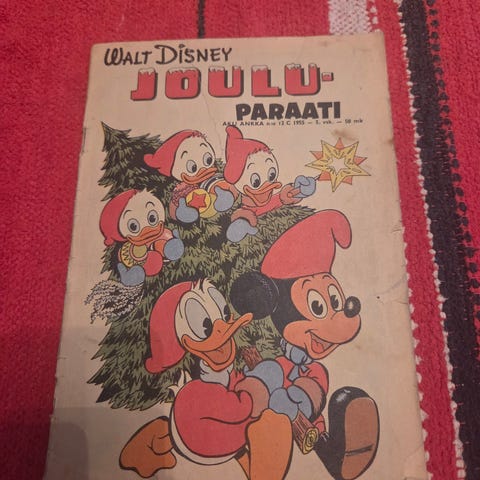 WALT DISNEY
JOULU-
PARAATI
AKU ANKKA n:o 12 C 1955 — 5. vsk. — 50 mk